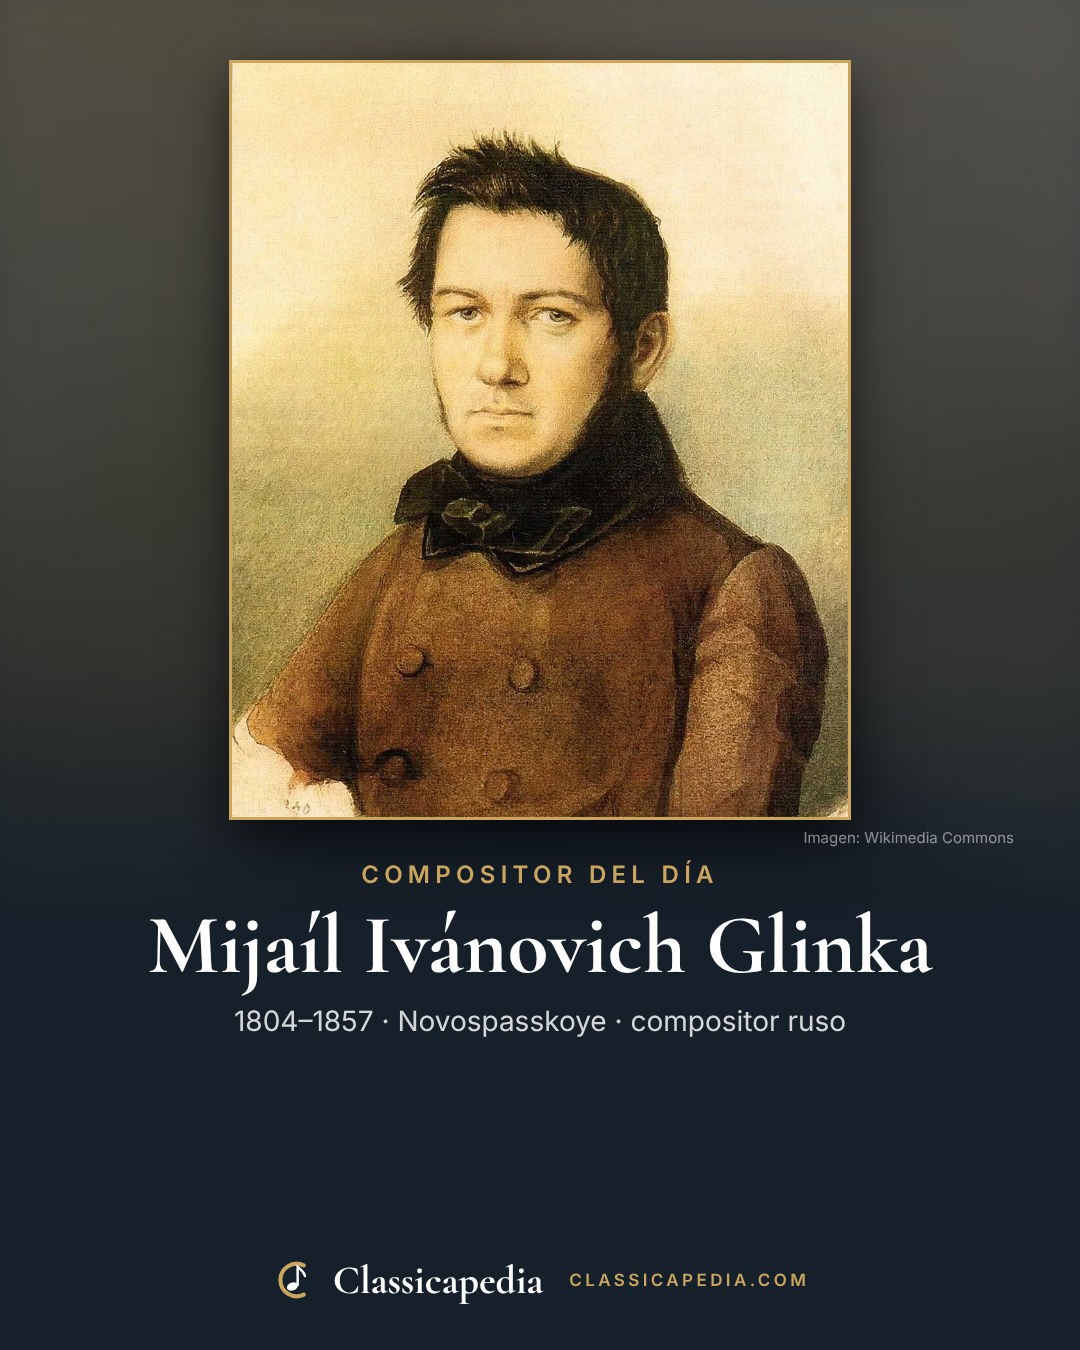 Imagen: Wikimedia Commons
COMPOSITOR DEL DÍA
Mijaíl Ivánovich Glinka
1804–1857 · Novospasskoye · compositor ruso
Classicapedia CLASSICAPEDIA.COM